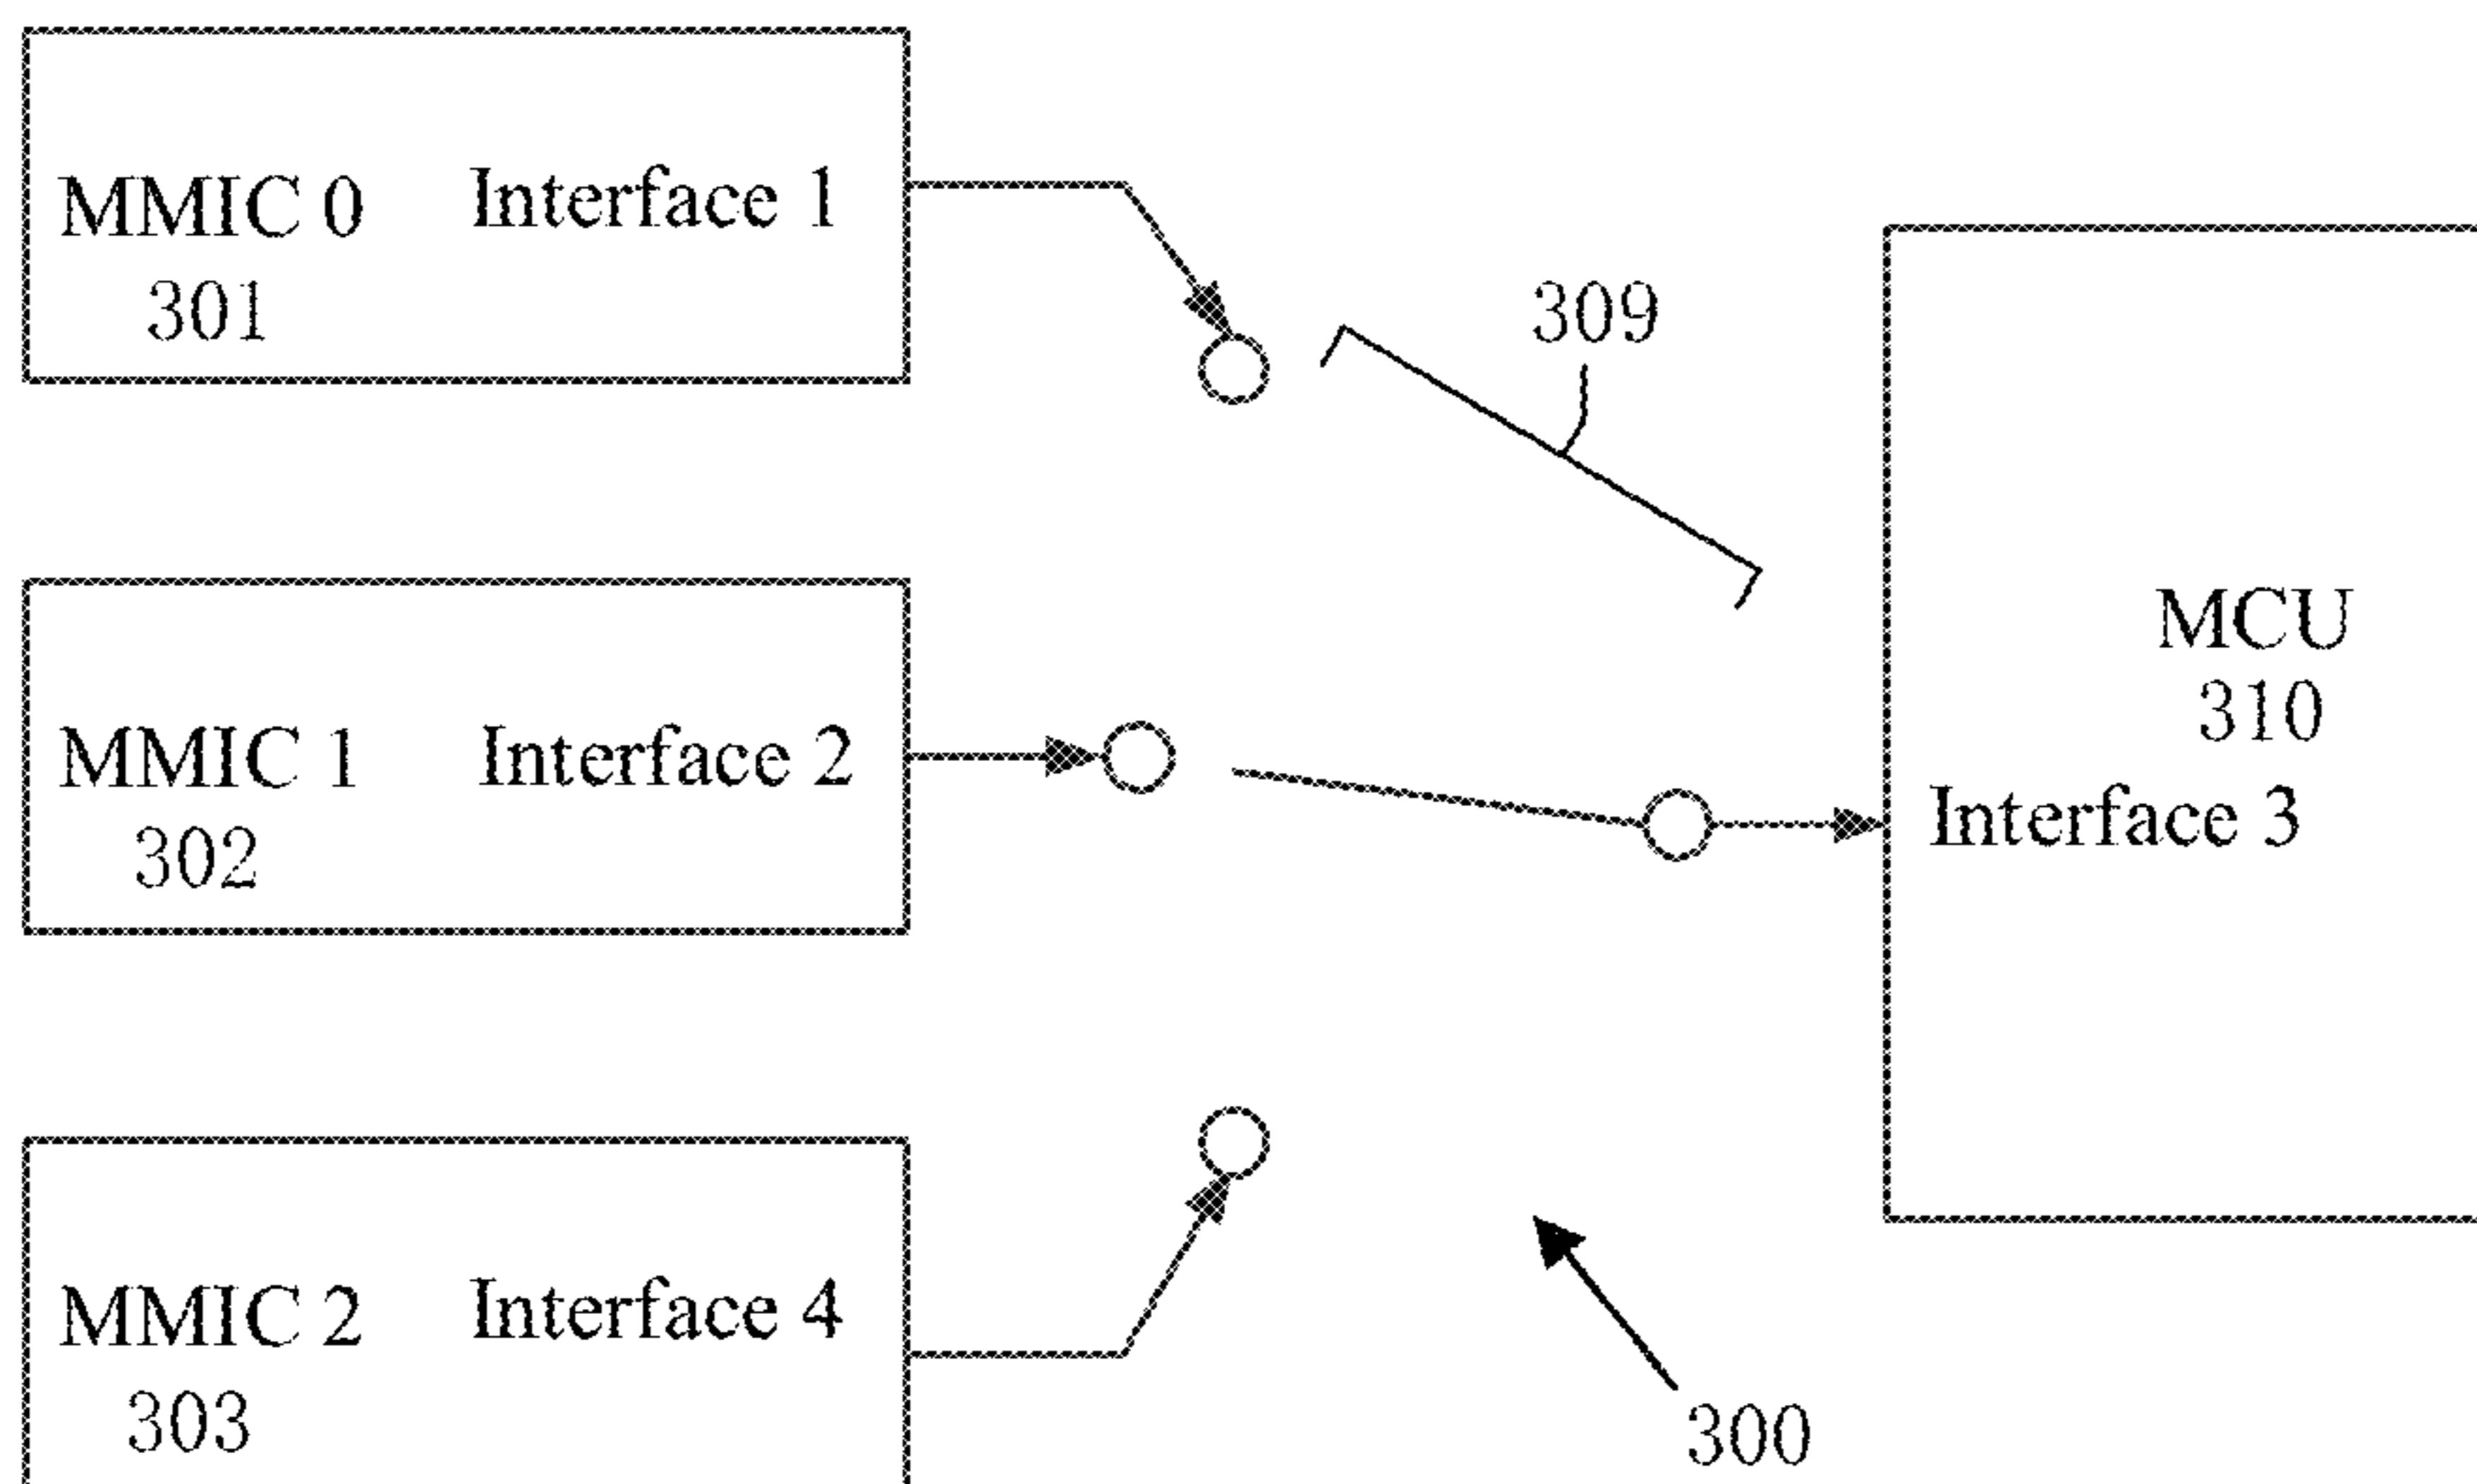 MMIC 0 Interface 1
301
309
MMIC 1 Interface 2
302
MCU
310
Interface 3
MMIC 2 Interface 4
303
300